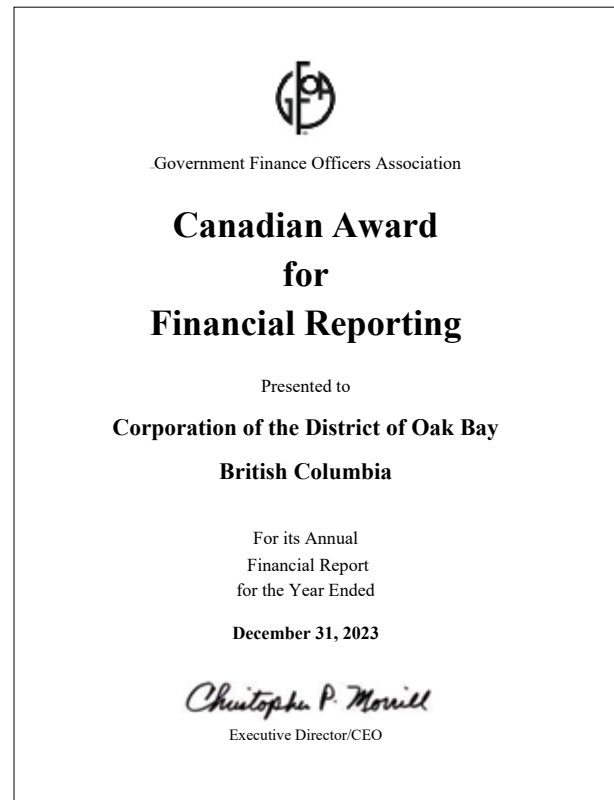 GFOA
Government Finance Officers Association
Canadian Award
for
Financial Reporting
Presented to
Corporation of the District of Oak Bay
British Columbia
For its Annual
Financial Report
for the Year Ended
December 31, 2023
Christopher P. Morrill
Executive Director/CEO